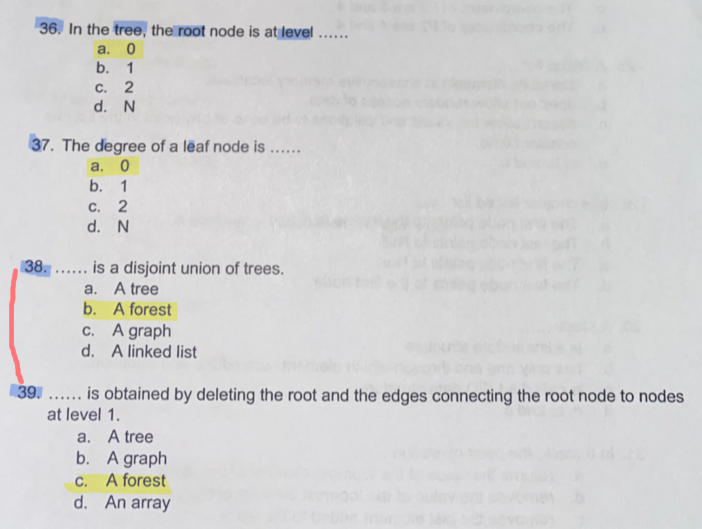 36. In the tree, the root node is at level ......
a. 0
b. 1
c. 2
d. N
37. The degree of a leaf node is ......
a. 0
b. 1
c. 2
d. N
38. ...... is a disjoint union of trees.
a. A tree
b. A forest
c. A graph
d. A linked list
39. ...... is obtained by deleting the root and the edges connecting the root node to nodes
at level 1.
a. A tree
b. A graph
c. A forest
d. An array